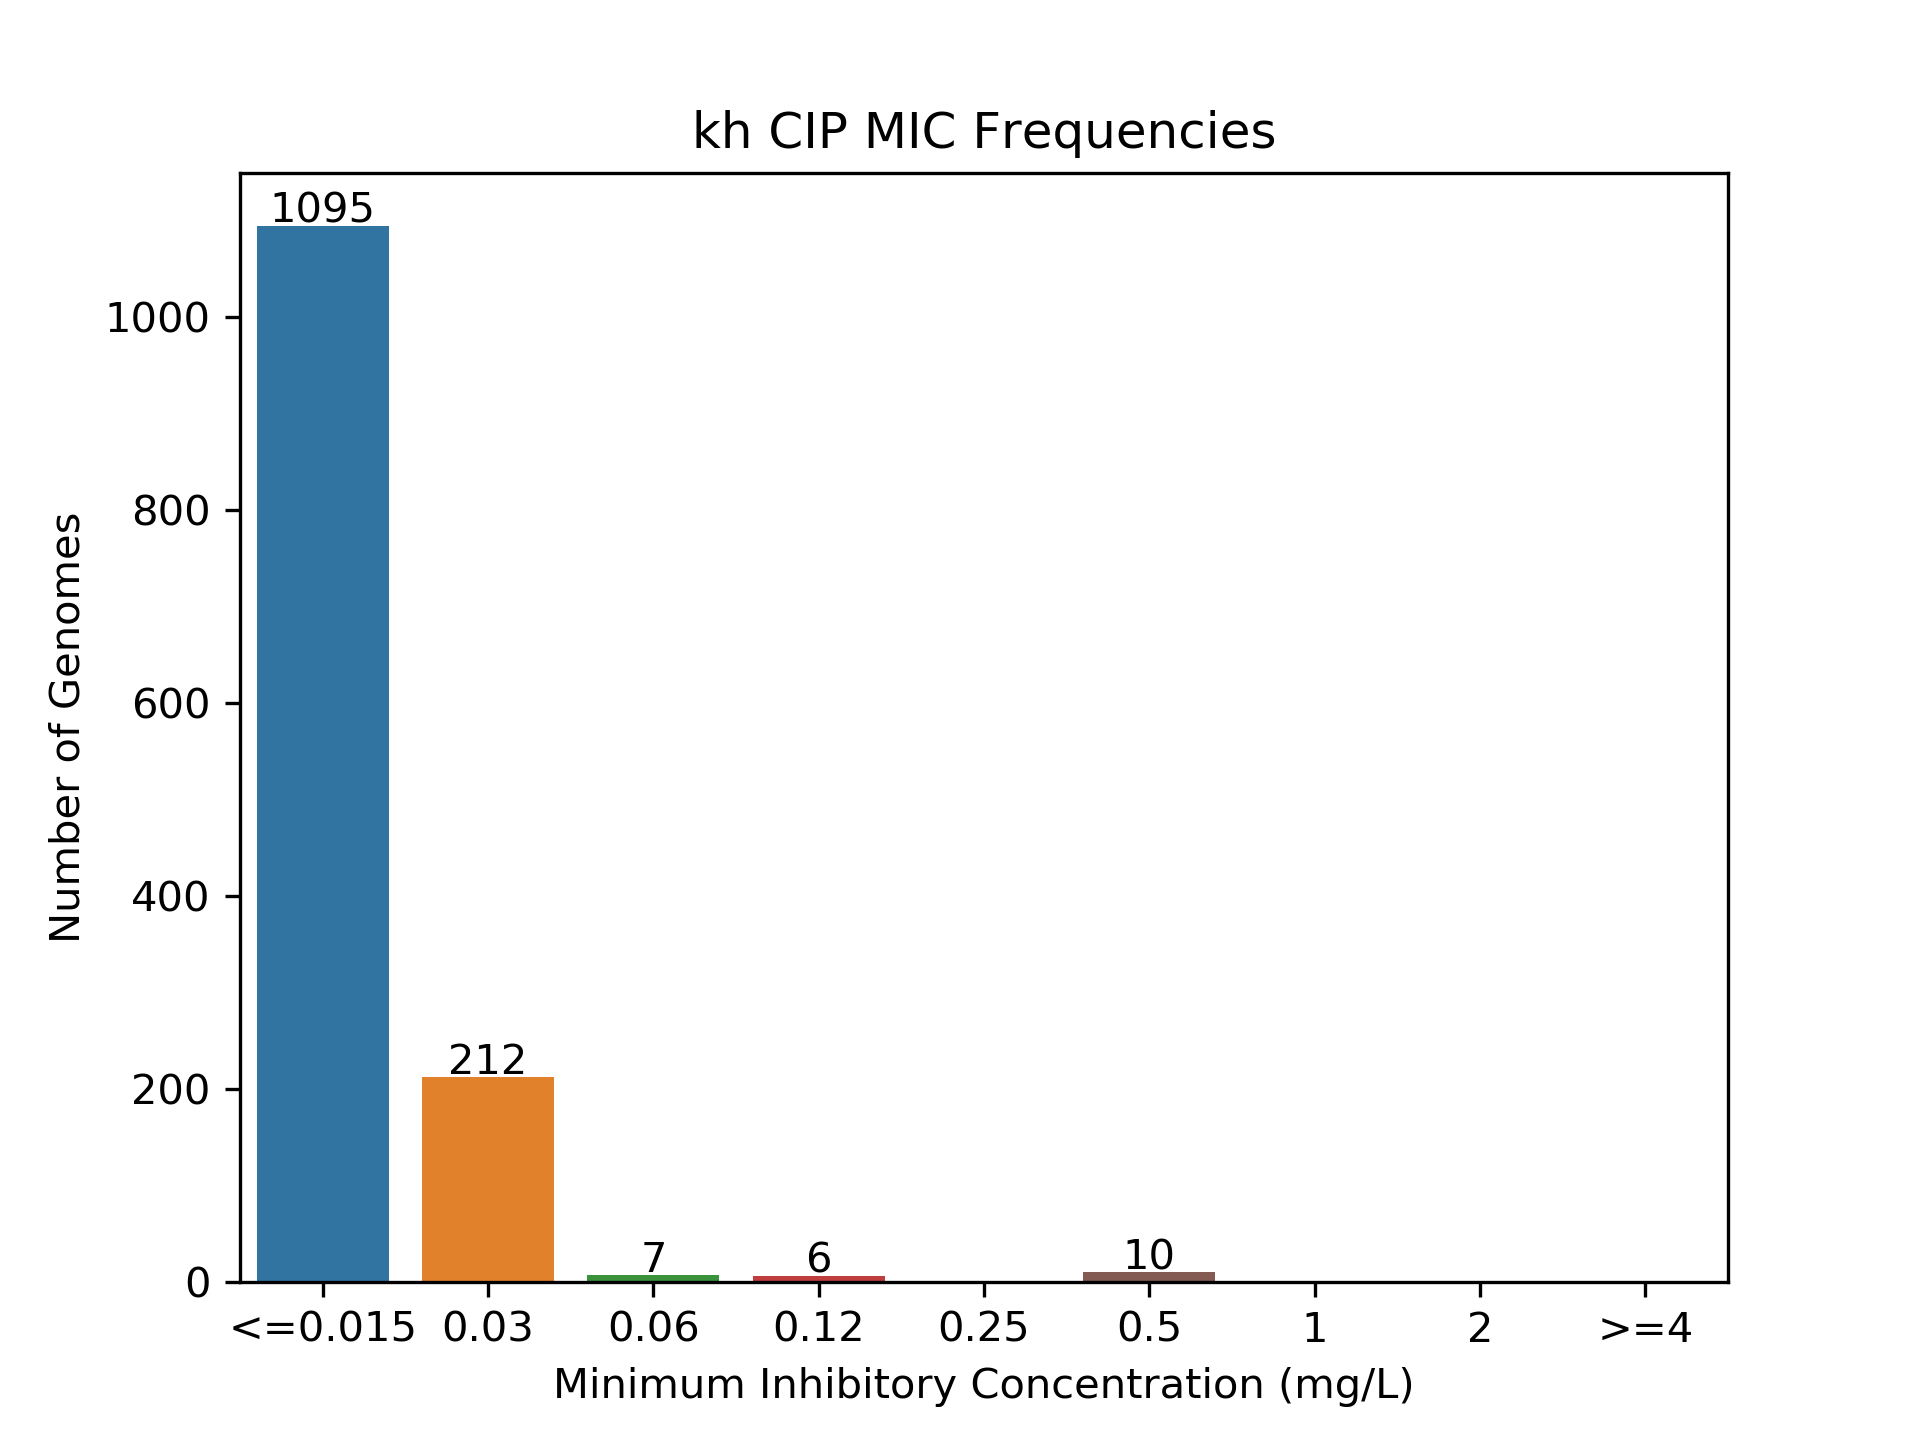 kh CIP MIC Frequencies
1095
1000
800
600
400
212
200
7
6
10
0
<=0.015 0.03 0.06 0.12 0.25 0.5 1 2 >=4
Number of Genomes
Minimum Inhibitory Concentration (mg/L)